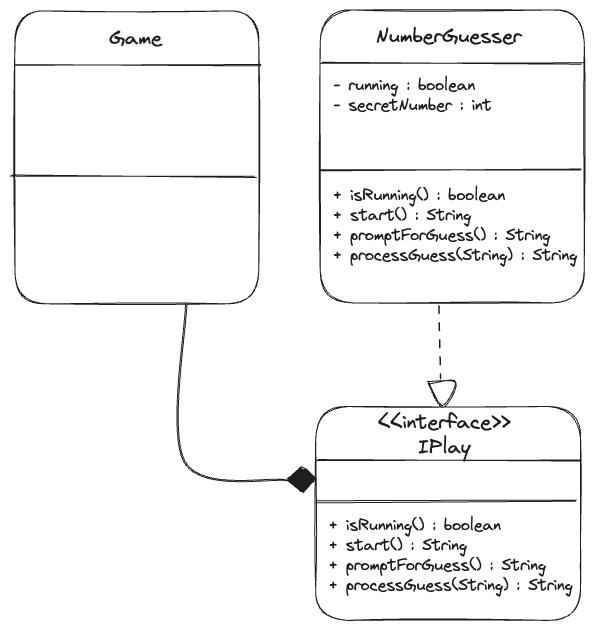 Game
NumberGuesser
- running : boolean
- secretNumber : int
+ isRunning() : boolean
+ start() : String
+ promptForGuess() : String
+ processGuess(String) : String
<<interface>>
IPlay
+ isRunning() : boolean
+ start() : String
+ promptForGuess() : String
+ processGuess(String) : String